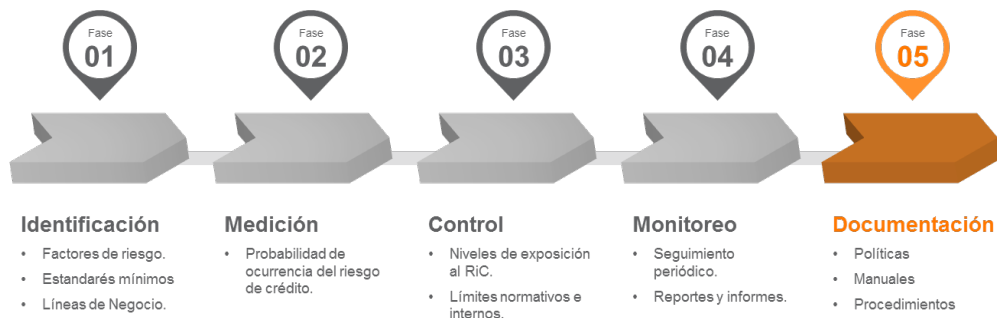 Fase
01
Fase
02
Fase
03
Fase
04
Fase
05
Identificación
• Factores de riesgo.
• Estandarés mínimos
• Líneas de Negocio.
Medición
• Probabilidad de
ocurrencia del riesgo
de crédito.
Control
• Niveles de exposición
al RiC.
• Límites normativos e
internos.
Monitoreo
• Seguimiento
periódico.
• Reportes y informes.
Documentación
• Políticas
• Manuales
• Procedimientos